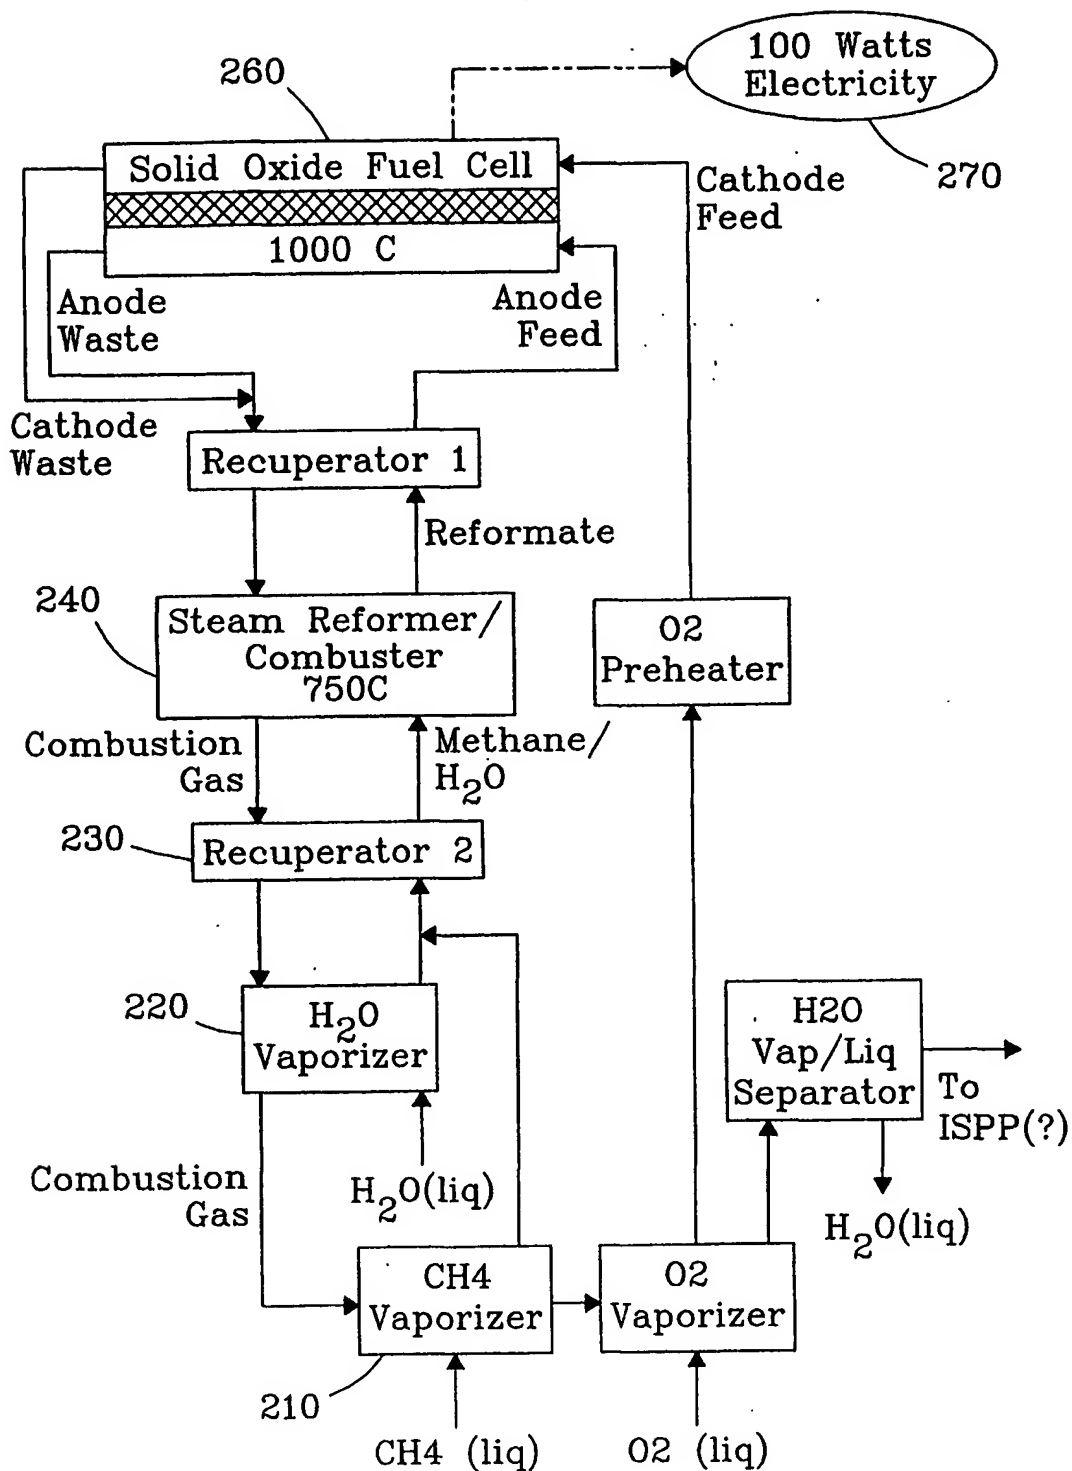 100 Watts
Electricity
260
270
Solid Oxide Fuel Cell
1000 C
Cathode
Feed
Anode
Waste
Anode
Feed
Cathode
Waste
Recuperator 1
Reformate
240
Steam Reformer/
Combuster
750C
O2
Preheater
Combustion
Gas
Methane/
H₂O
230
Recuperator 2
220
H₂O
Vaporizer
H2O
Vap/Liq
Separator
To
ISPP(?)
Combustion
Gas
H₂O(liq)
H₂O(liq)
CH4
Vaporizer
O2
Vaporizer
210
CH4 (liq)
O2 (liq)